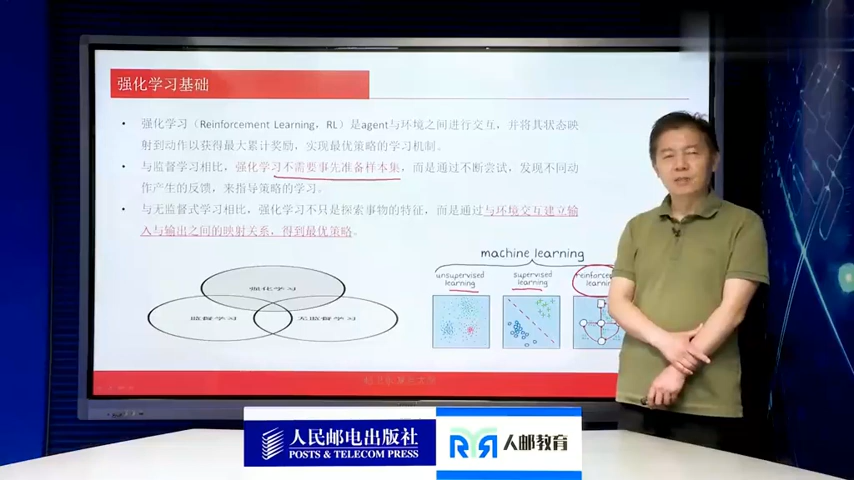 强化学习基础
• 强化学习（Reinforcement Learning，RL）是agent与环境之间进行交互，并将其状态映
射到动作以获得最大累计奖励，实现最优策略的学习机制。
• 与监督学习相比，强化学习不需要事先准备样本集，而是通过不断尝试，发现不同动
作产生的反馈，来指导策略的学习。
• 与无监督式学习相比，强化学习不只是探索事物的特征，而是通过与环境交互建立输
入与输出之间的映射关系，得到最优策略。
machine learning
unsupervised
learning
supervised
learning
强化学习
监督学习
无监督学习
人民邮电出版社
POSTS & TELECOM PRESS
人邮教育